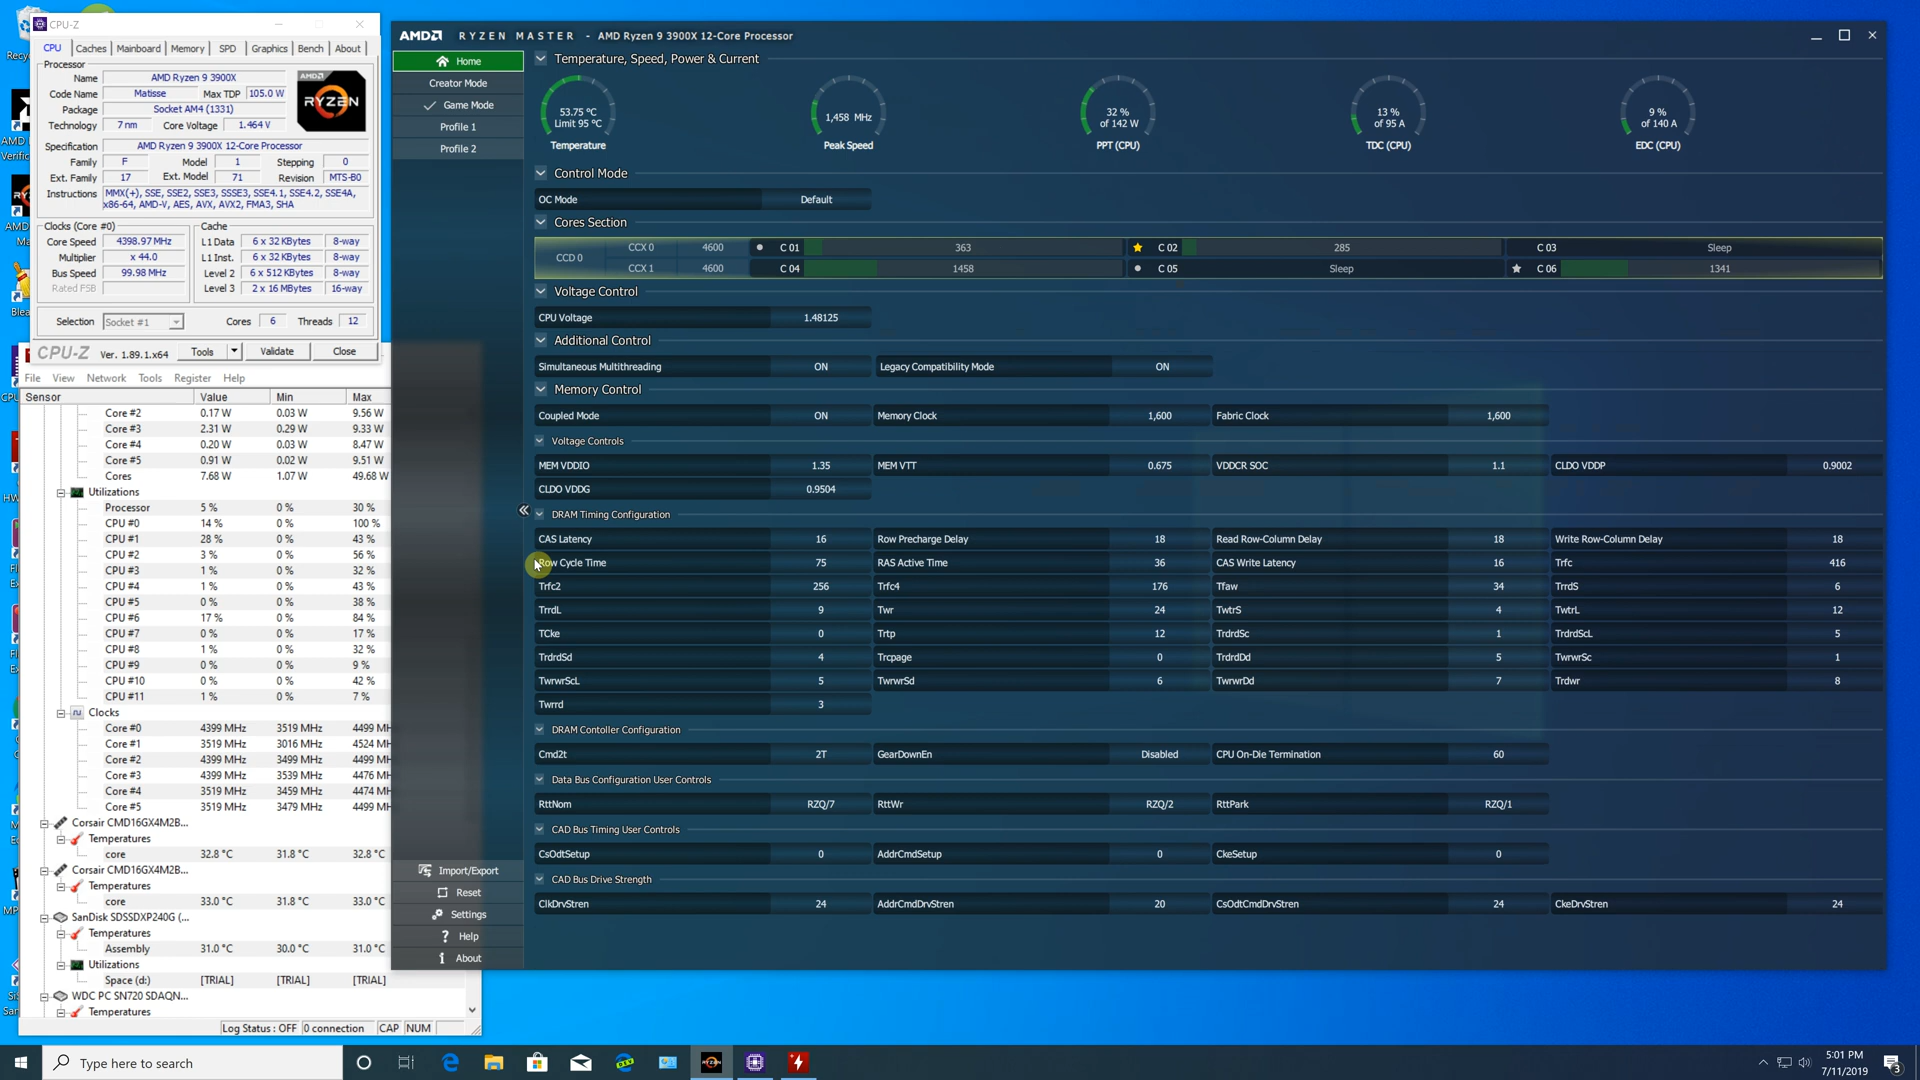 CPU-Z
CPU Caches Mainboard Memory SPD Graphics Bench About
Processor
Name AMD Ryzen 9 3900X
Code Name Matisse Max TDP 105.0 W
Package Socket AM4 (1331)
Technology 7 nm Core Voltage 1.464 V
AMD RYZEN
Specification AMD Ryzen 9 3900X 12-Core Processor
Family F Model 1 Stepping 0
Ext. Family 17 Ext. Model 71 Revision MTS-B0
Instructions MMX(+), SSE, SSE2, SSE3, SSSE3, SSE4.1, SSE4.2, SSE4A,
x86-64, AMD-V, AES, AVX, AVX2, FMA3, SHA
Clocks (Core #0)
Core Speed 4398.97 MHz
Multiplier x 44.0
Bus Speed 99.98 MHz
Rated FSB
Cache
L1 Data 6 x 32 KBytes 8-way
L1 Inst. 6 x 32 KBytes 8-way
Level 2 6 x 512 KBytes 8-way
Level 3 2 x 16 MBytes 16-way
Selection Socket #1 Cores 6 Threads 12
CPU-Z Ver. 1.89.1.x64 Tools Validate Close
File View Network Tools Register Help
Sensor Value Min Max
Core #2 0.17 W 0.03 W 9.56 W
Core #3 2.31 W 0.29 W 9.33 W
Core #4 0.20 W 0.03 W 8.47 W
Core #5 0.91 W 0.02 W 9.51 W
Cores 7.68 W 1.07 W 49.68 W
Utilizations
Processor 5 % 0 % 30 %
CPU #0 14 % 0 % 100 %
CPU #1 28 % 0 % 43 %
CPU #2 3 % 0 % 56 %
CPU #3 1 % 0 % 32 %
CPU #4 1 % 0 % 43 %
CPU #5 0 % 0 % 38 %
CPU #6 17 % 0 % 84 %
CPU #7 0 % 0 % 17 %
CPU #8 1 % 0 % 32 %
CPU #9 0 % 0 % 9 %
CPU #10 0 % 0 % 42 %
CPU #11 1 % 0 % 7 %
Clocks
Core #0 4399 MHz 3519 MHz 4499 MH
Core #1 3519 MHz 3016 MHz 4524 MH
Core #2 4399 MHz 3499 MHz 4499 MH
Core #3 4399 MHz 3539 MHz 4476 MH
Core #4 3519 MHz 3459 MHz 4474 MH
Core #5 3519 MHz 3479 MHz 4499 MH
Corsair CMD16GX4M2B...
Temperatures
core 32.8 °C 31.8 °C 32.8 °C
Corsair CMD16GX4M2B...
Temperatures
core 33.0 °C 31.8 °C 33.0 °C
SanDisk SDSSDXP240G (...
Temperatures
Assembly 31.0 °C 30.0 °C 31.0 °C
Utilizations
Space (d:) [TRIAL] [TRIAL] [TRIAL]
WDC PC SN720 SDAQN...
Temperatures
Log Status : OFF 0 connection CAP NUM
AMD RYZEN MASTER - AMD Ryzen 9 3900X 12-Core Processor
Home
Creator Mode
Game Mode
Profile 1
Profile 2
Import/Export
Reset
Settings
Help
About
Temperature, Speed, Power & Current
53.75 °C
Limit 95 °C
Temperature
1,458 MHz
Peak Speed
32 %
of 142 W
PPT (CPU)
13 %
of 95 A
TDC (CPU)
9 %
of 140 A
EDC (CPU)
Control Mode
OC Mode Default
Cores Section
CCD 0
CCX 0 4600 C 01 363 C 02 285 C 03 Sleep
CCX 1 4600 C 04 1458 C 05 Sleep C 06 1341
Voltage Control
CPU Voltage 1.48125
Additional Control
Simultaneous Multithreading ON Legacy Compatibility Mode ON
Memory Control
Coupled Mode ON Memory Clock 1,600 Fabric Clock 1,600
Voltage Controls
MEM VDDIO 1.35 MEM VTT 0.675 VDDCR SOC 1.1 CLDO VDDP 0.9002
CLDO VDDG 0.9504
DRAM Timing Configuration
CAS Latency 16 Row Precharge Delay 18 Read Row-Column Delay 18 Write Row-Column Delay 18
Row Cycle Time 75 RAS Active Time 36 CAS Write Latency 16 Trfc 416
Trfc2 256 Trfc4 176 Tfaw 34 TrrdS 6
TrrdL 9 Twr 24 TwtrS 4 TwtrL 12
TCke 0 Trtp 12 TrdrdSc 1 TrdrdScL 5
TrdrdSd 4 Trcpage 0 TrdrdDd 5 TwrwrSc 1
TwrwrScL 5 TwrwrSd 6 TwrwrDd 7 Trdwr 8
Twrrd 3
DRAM Contoller Configuration
Cmd2t 2T GearDownEn Disabled CPU On-Die Termination 60
Data Bus Configuration User Controls
RttNom RZQ/7 RttWr RZQ/2 RttPark RZQ/1
CAD Bus Timing User Controls
CsOdtSetup 0 AddrCmdSetup 0 CkeSetup 0
CAD Bus Drive Strength
ClkDrvStren 24 AddrCmdDrvStren 20 CsOdtCmdDrvStren 24 CkeDrvStren 24
Type here to search
5:01 PM
7/11/2019
3